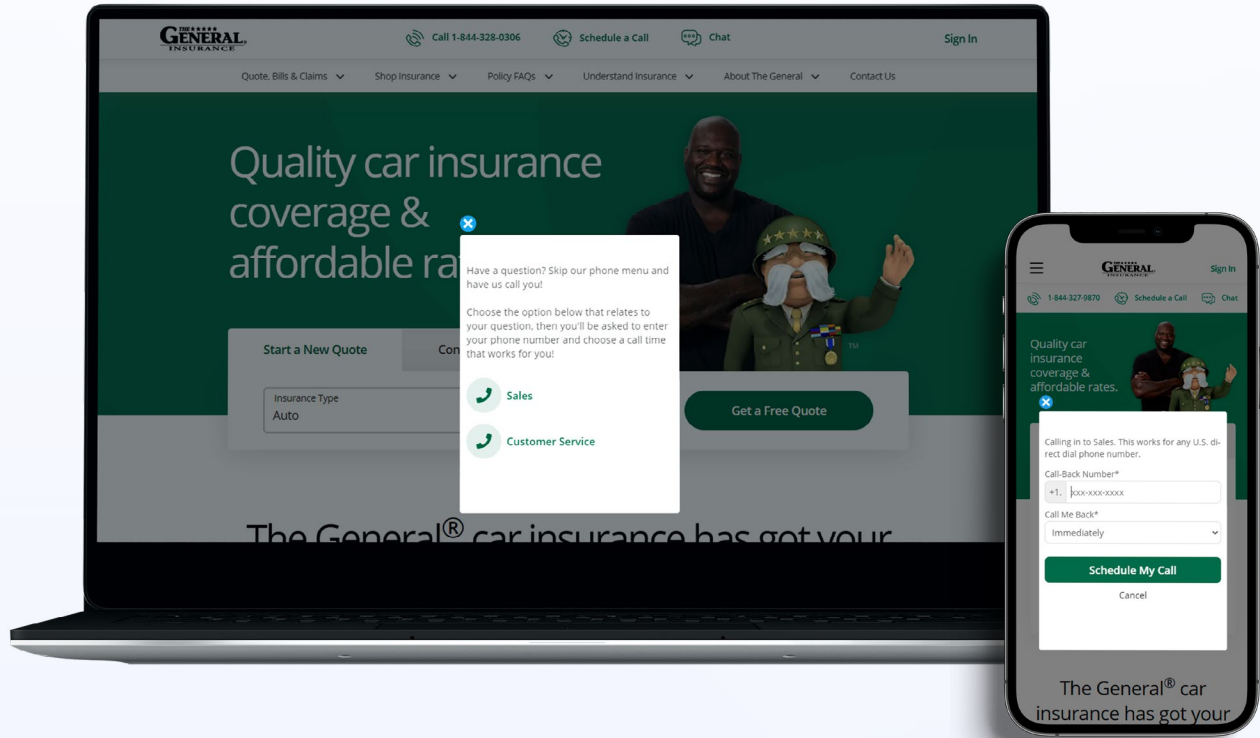 THE
GENERAL®
INSURANCE
Call 1-844-328-0306
Schedule a Call
Chat
Sign In
Quote, Bills & Claims
Shop Insurance
Policy FAQs
Understand Insurance
About The General
Contact Us
Quality car insurance
coverage &
affordable ra
Start a New Quote
Con
Insurance Type
Auto
Get a Free Quote
TM
Have a question? Skip our phone menu and
have us call you!
Choose the option below that relates to
your question, then you'll be asked to enter
your phone number and choose a call time
that works for you!
Sales
Customer Service
The General® car insurance has got your
GENERAL
INSURANCE
Sign In
1-844-327-9870
Schedule a Call
Chat
Quality car
insurance
coverage &
affordable rates.
Calling in to Sales. This works for any U.S. di-
rect dial phone number.
Call-Back Number*
+1.
xxx-xxx-xxxx
Call Me Back*
Immediately
Schedule My Call
Cancel
The General® car
insurance has got your